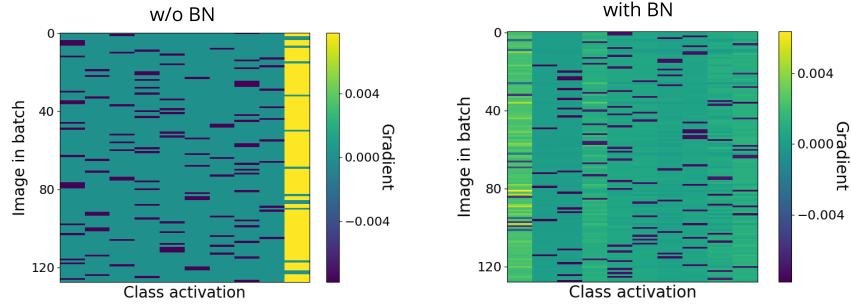 w/o BN
0
40
80
120
Image in batch
Class activation
0.004
0.000
−0.004
Gradient
with BN
0
40
80
120
Image in batch
Class activation
0.004
0.000
−0.004
Gradient